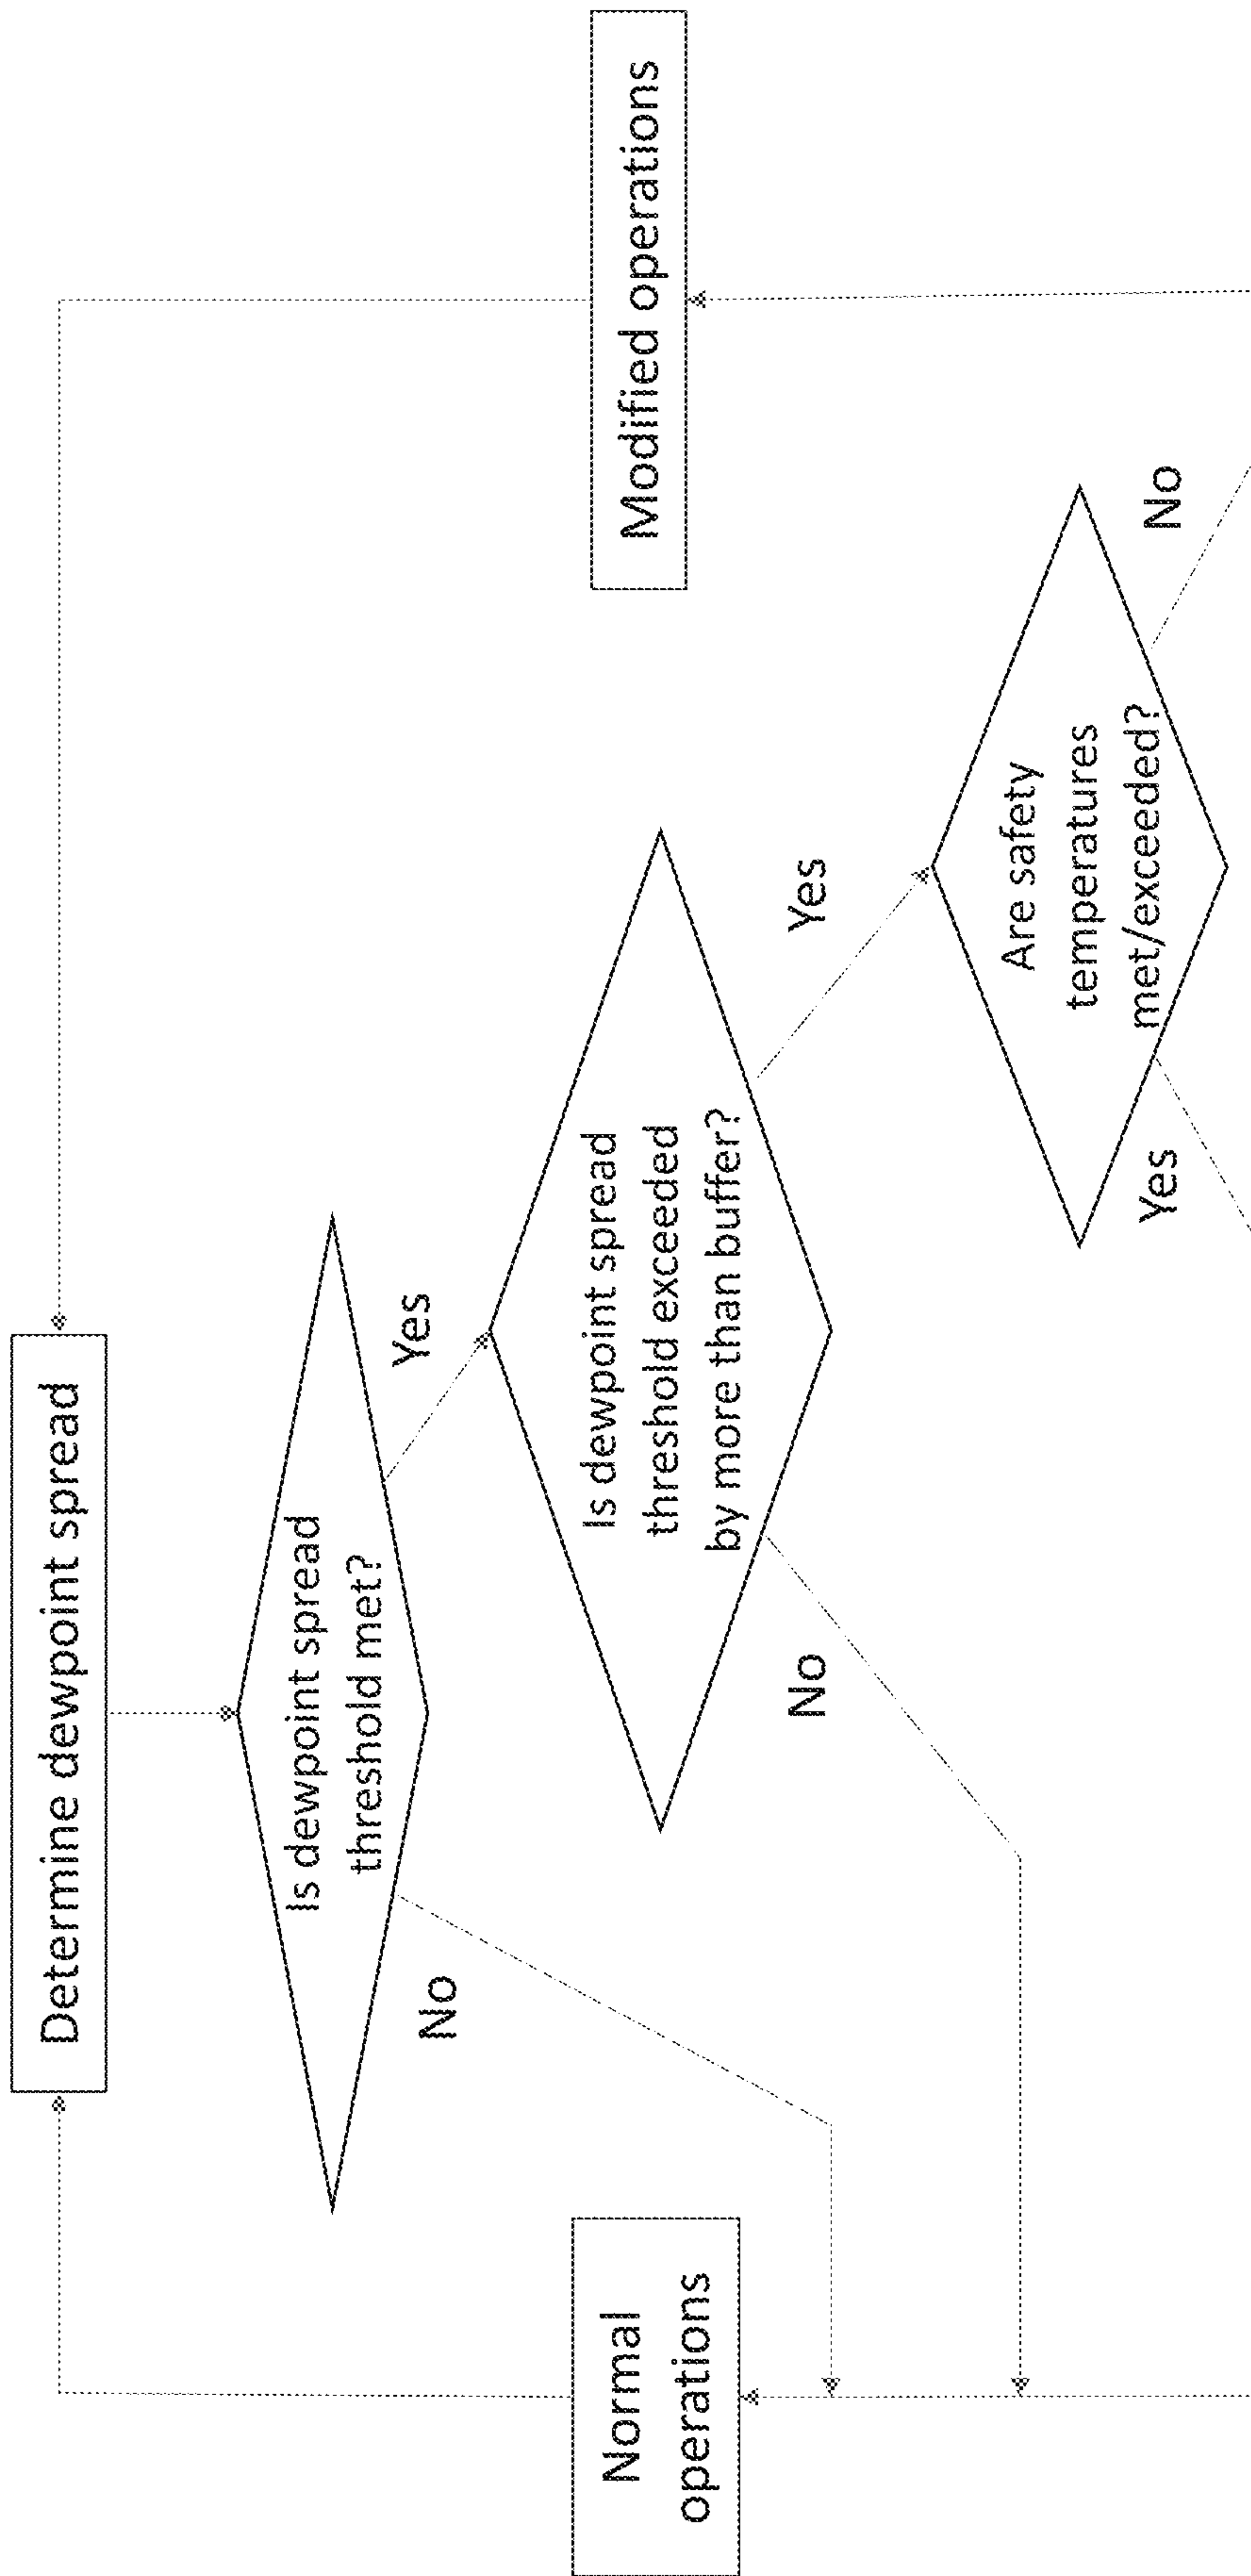 Determine dewpoint spread
Is dewpoint spread
threshold met?
No
Yes
Is dewpoint spread
threshold exceeded
by more than buffer?
Normal
operations
Modified operations
No
Yes
Are safety
temperatures
met/exceeded?
Yes
No